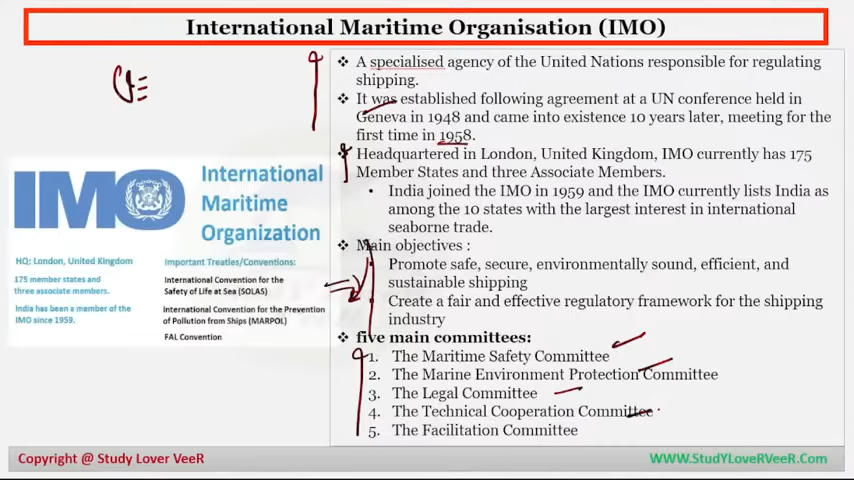 International Maritime Organisation (IMO)
❖ A specialised agency of the United Nations responsible for regulating
shipping.
❖ It was established following agreement at a UN conference held in
Geneva in 1948 and came into existence 10 years later, meeting for the
first time in 1958.
❖ Headquartered in London, United Kingdom, IMO currently has 175
Member States and three Associate Members.
• India joined the IMO in 1959 and the IMO currently lists India as
among the 10 states with the largest interest in international
seaborne trade.
❖ Main objectives :
• Promote safe, secure, environmentally sound, efficient, and
sustainable shipping
• Create a fair and effective regulatory framework for the shipping
industry
❖ five main committees:
1. The Maritime Safety Committee
2. The Marine Environment Protection Committee
3. The Legal Committee
4. The Technical Cooperation Committee
5. The Facilitation Committee
IMO
International
Maritime
Organization
HQ: London, United Kingdom
175 member states and
three associate members.
India has been a member of the
IMO since 1959.
Important Treaties/Conventions:
International Convention for the
Safety of Life at Sea (SOLAS)
International Convention for the Prevention
of Pollution from Ships (MARPOL)
FAL Convention
Copyright @ Study Lover VeeR
WWW.StudyLoveRVeeR.Com